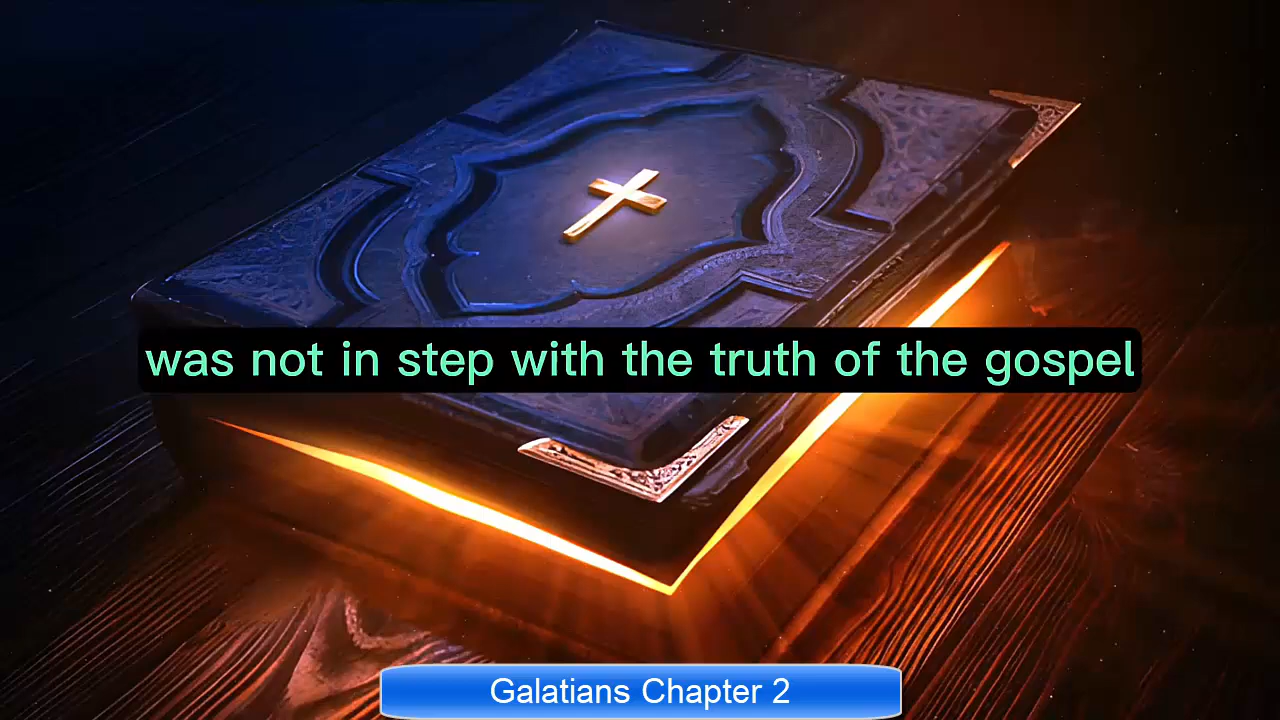 was not in step with the truth of the gospel
Galatians Chapter 2